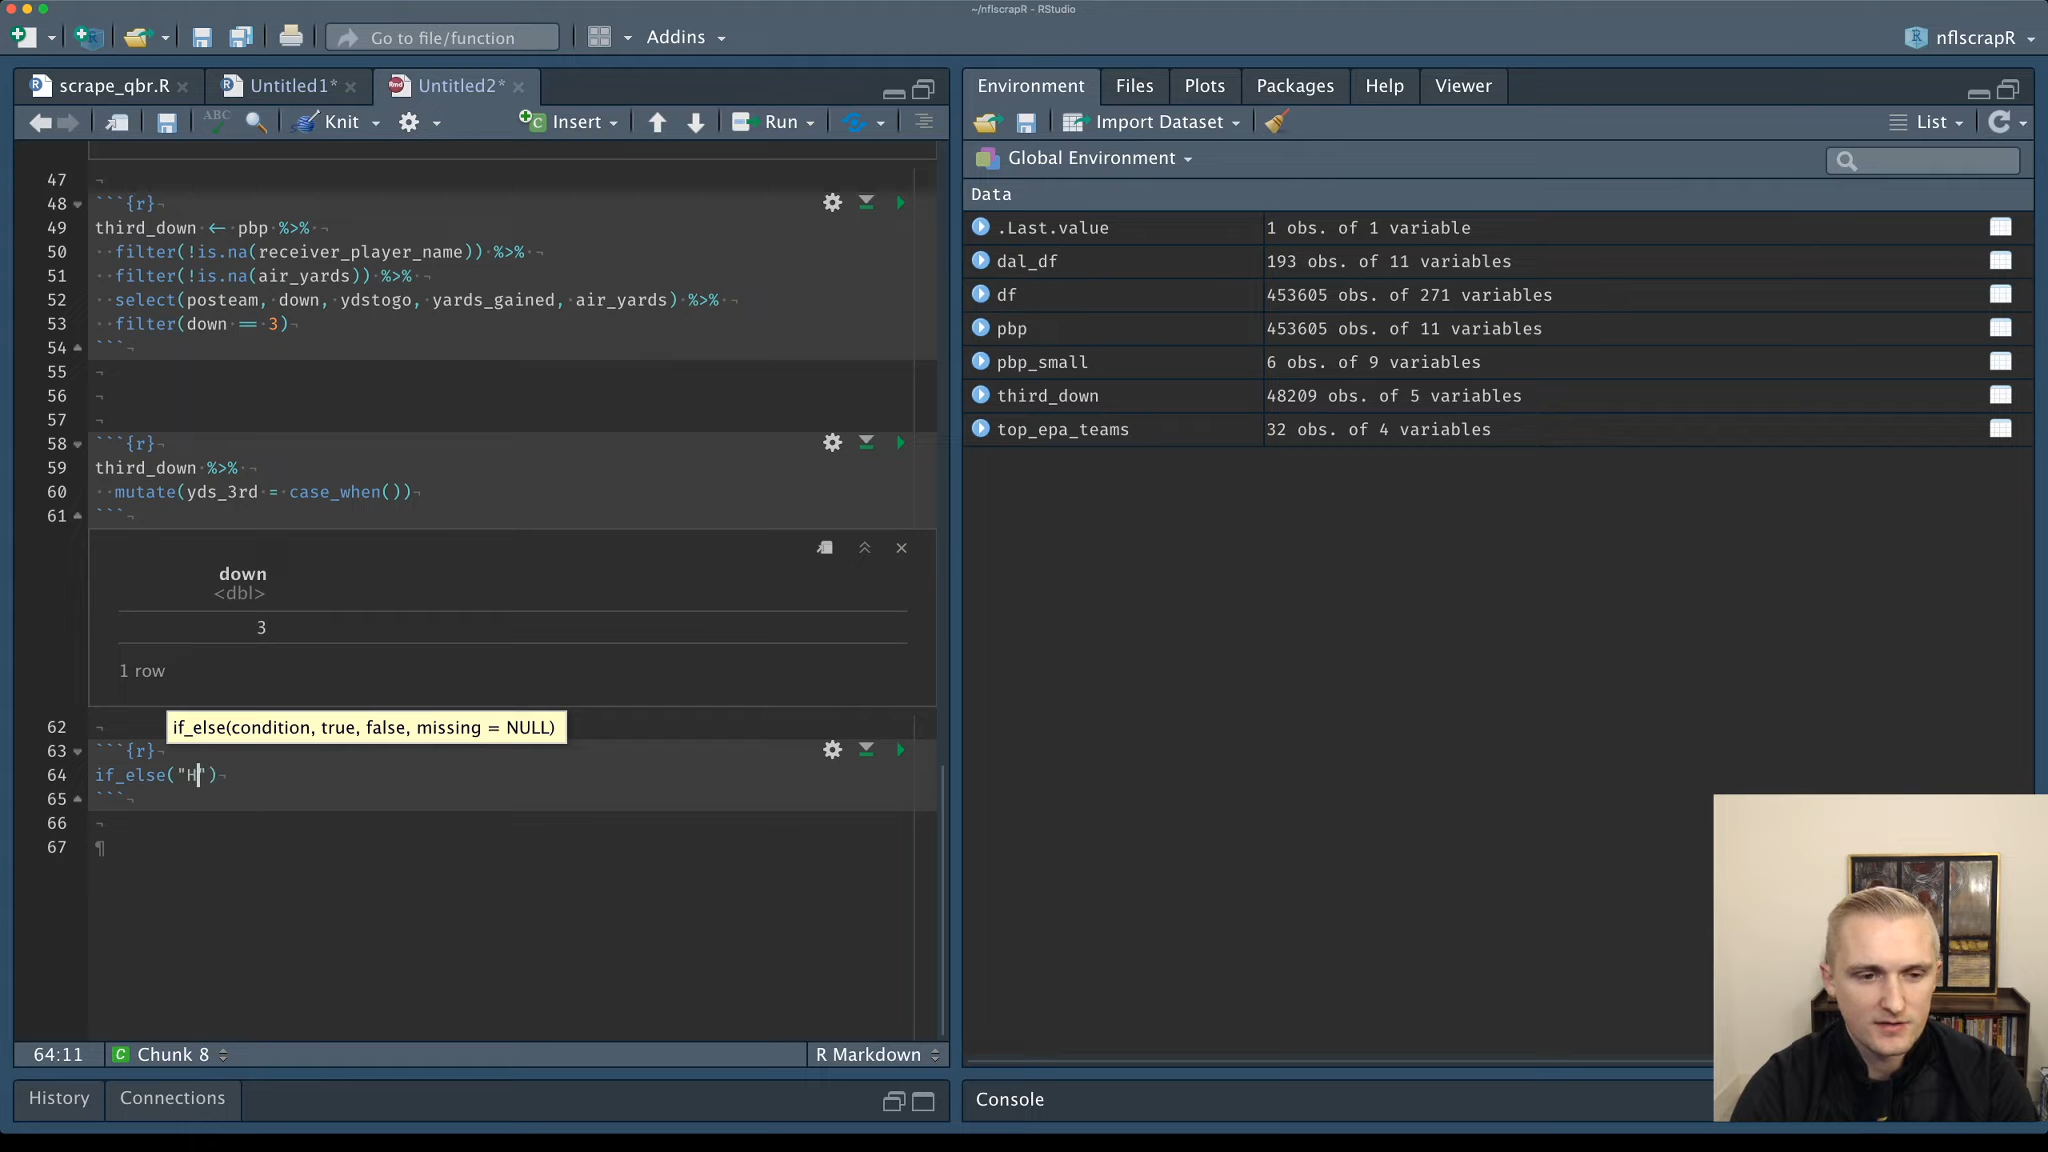 ~/nflscrapR - RStudio
Go to file/function
Addins
nflscrapR
scrape_qbr.R
Untitled1*
Untitled2*
ABC
Knit
Insert
Run
47
48 ```{r}
49 third_down <- pbp %>%
50 filter(!is.na(receiver_player_name)) %>%
51 filter(!is.na(air_yards)) %>%
52 select(posteam, down, ydstogo, yards_gained, air_yards) %>%
53 filter(down == 3)
54 ```
55
56
57
58 ```{r}
59 third_down %>%
60 mutate(yds_3rd = case_when())
61 ```
down
<dbl>
3
1 row
62
if_else(condition, true, false, missing = NULL)
63 ```{r}
64 if_else("H")
65 ```
66
67
64:11
Chunk 8
R Markdown
History
Connections
Environment
Files
Plots
Packages
Help
Viewer
Import Dataset
List
Global Environment
Data
.Last.value 1 obs. of 1 variable
dal_df 193 obs. of 11 variables
df 453605 obs. of 271 variables
pbp 453605 obs. of 11 variables
pbp_small 6 obs. of 9 variables
third_down 48209 obs. of 5 variables
top_epa_teams 32 obs. of 4 variables
Console